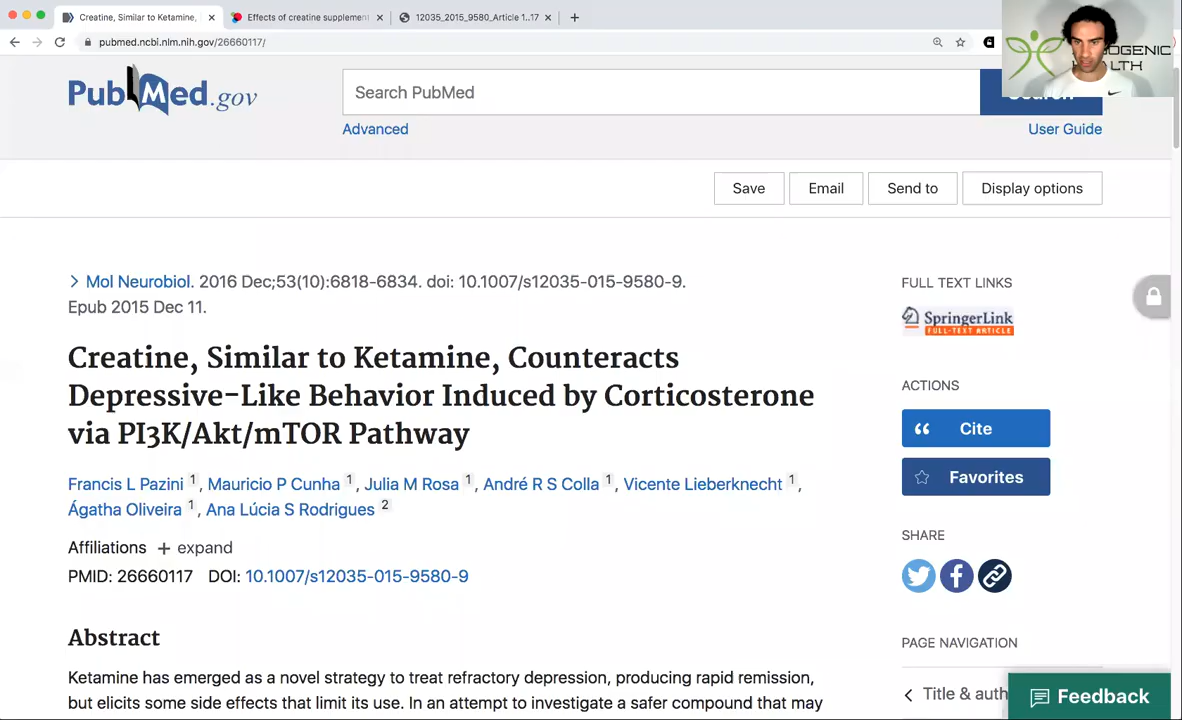 Creatine, Similar to Ketamine,
Effects of creatine supplement
12035_2015_9580_Article 1..17
pubmed.ncbi.nlm.nih.gov/26660117/
PubMed.gov
Search PubMed
Advanced
User Guide
Save
Email
Send to
Display options
Mol Neurobiol. 2016 Dec;53(10):6818-6834. doi: 10.1007/s12035-015-9580-9.
Epub 2015 Dec 11.
Creatine, Similar to Ketamine, Counteracts
Depressive-Like Behavior Induced by Corticosterone
via PI3K/Akt/mTOR Pathway
Francis L Pazini 1, Mauricio P Cunha 1, Julia M Rosa 1, André R S Colla 1, Vicente Lieberknecht 1,
Ágatha Oliveira 1, Ana Lúcia S Rodrigues 2
Affiliations + expand
PMID: 26660117 DOI: 10.1007/s12035-015-9580-9
Abstract
Ketamine has emerged as a novel strategy to treat refractory depression, producing rapid remission,
but elicits some side effects that limit its use. In an attempt to investigate a safer compound that may
FULL TEXT LINKS
SpringerLink
FULL-TEXT ARTICLE
ACTIONS
Cite
Favorites
SHARE
PAGE NAVIGATION
Title & auth
Feedback